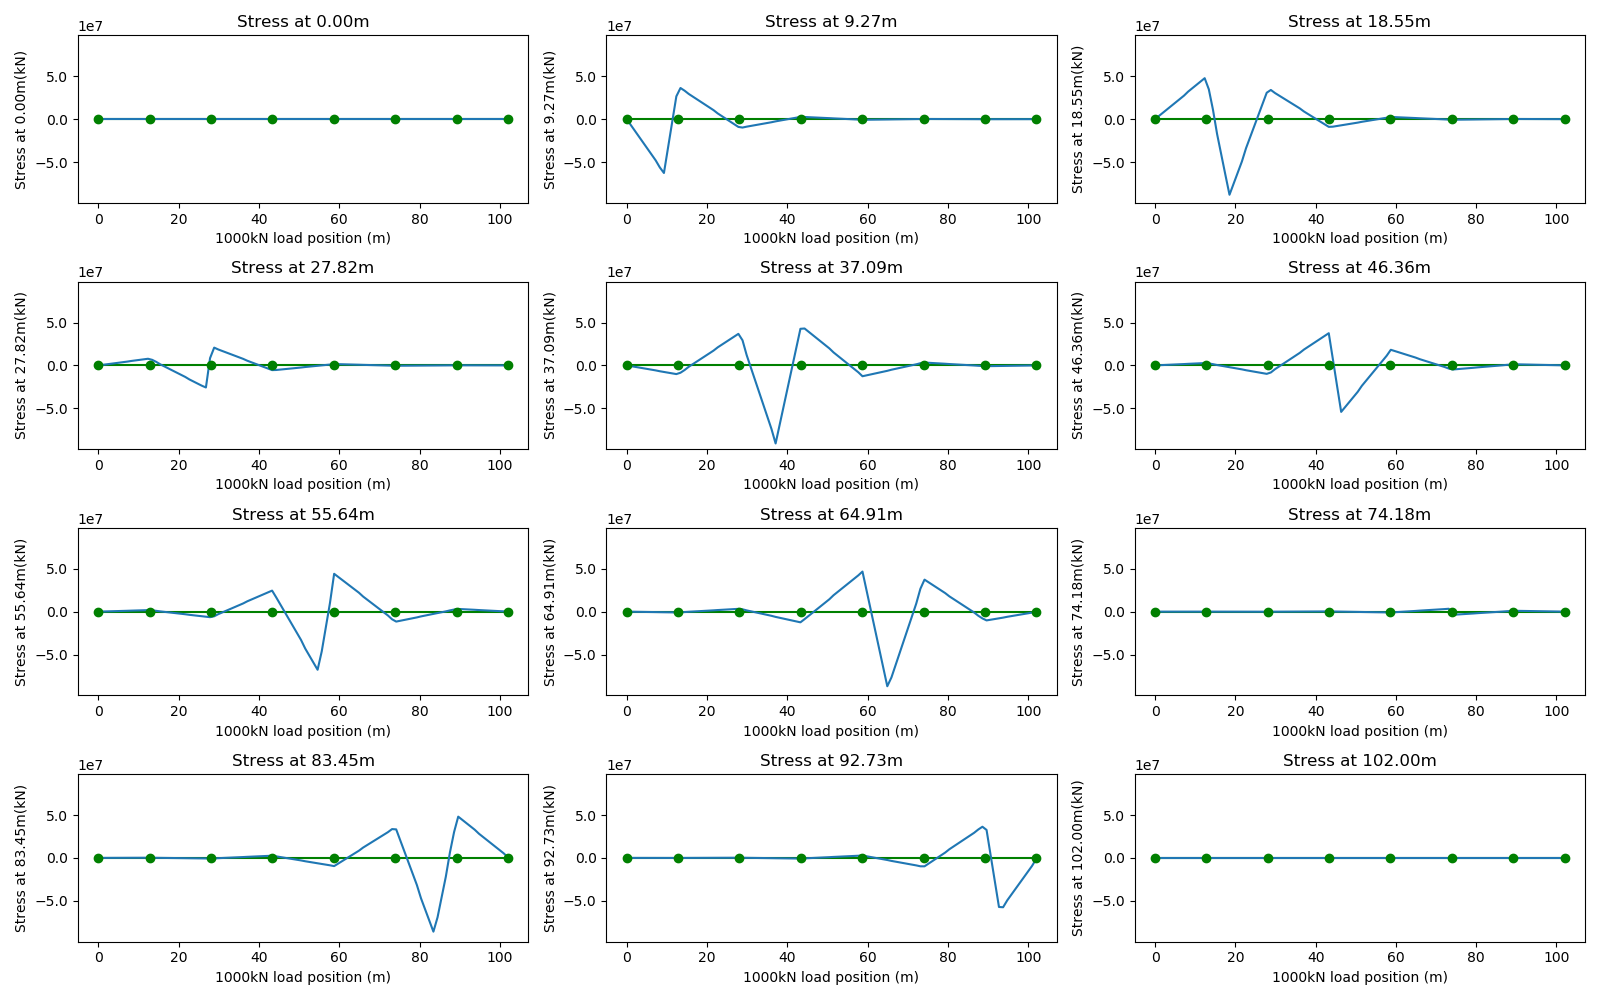 Stress at 0.00m
1e7
Stress at 0.00m(kN)
5.0
0.0
−5.0
0 20 40 60 80 100
1000kN load position (m)
Stress at 9.27m
1e7
Stress at 9.27m(kN)
5.0
0.0
−5.0
0 20 40 60 80 100
1000kN load position (m)
Stress at 18.55m
1e7
Stress at 18.55m(kN)
5.0
0.0
−5.0
0 20 40 60 80 100
1000kN load position (m)
Stress at 27.82m
1e7
Stress at 27.82m(kN)
5.0
0.0
−5.0
0 20 40 60 80 100
1000kN load position (m)
Stress at 37.09m
1e7
Stress at 37.09m(kN)
5.0
0.0
−5.0
0 20 40 60 80 100
1000kN load position (m)
Stress at 46.36m
1e7
Stress at 46.36m(kN)
5.0
0.0
−5.0
0 20 40 60 80 100
1000kN load position (m)
Stress at 55.64m
1e7
Stress at 55.64m(kN)
5.0
0.0
−5.0
0 20 40 60 80 100
1000kN load position (m)
Stress at 64.91m
1e7
Stress at 64.91m(kN)
5.0
0.0
−5.0
0 20 40 60 80 100
1000kN load position (m)
Stress at 74.18m
1e7
Stress at 74.18m(kN)
5.0
0.0
−5.0
0 20 40 60 80 100
1000kN load position (m)
Stress at 83.45m
1e7
Stress at 83.45m(kN)
5.0
0.0
−5.0
0 20 40 60 80 100
1000kN load position (m)
Stress at 92.73m
1e7
Stress at 92.73m(kN)
5.0
0.0
−5.0
0 20 40 60 80 100
1000kN load position (m)
Stress at 102.00m
1e7
Stress at 102.00m(kN)
5.0
0.0
−5.0
0 20 40 60 80 100
1000kN load position (m)